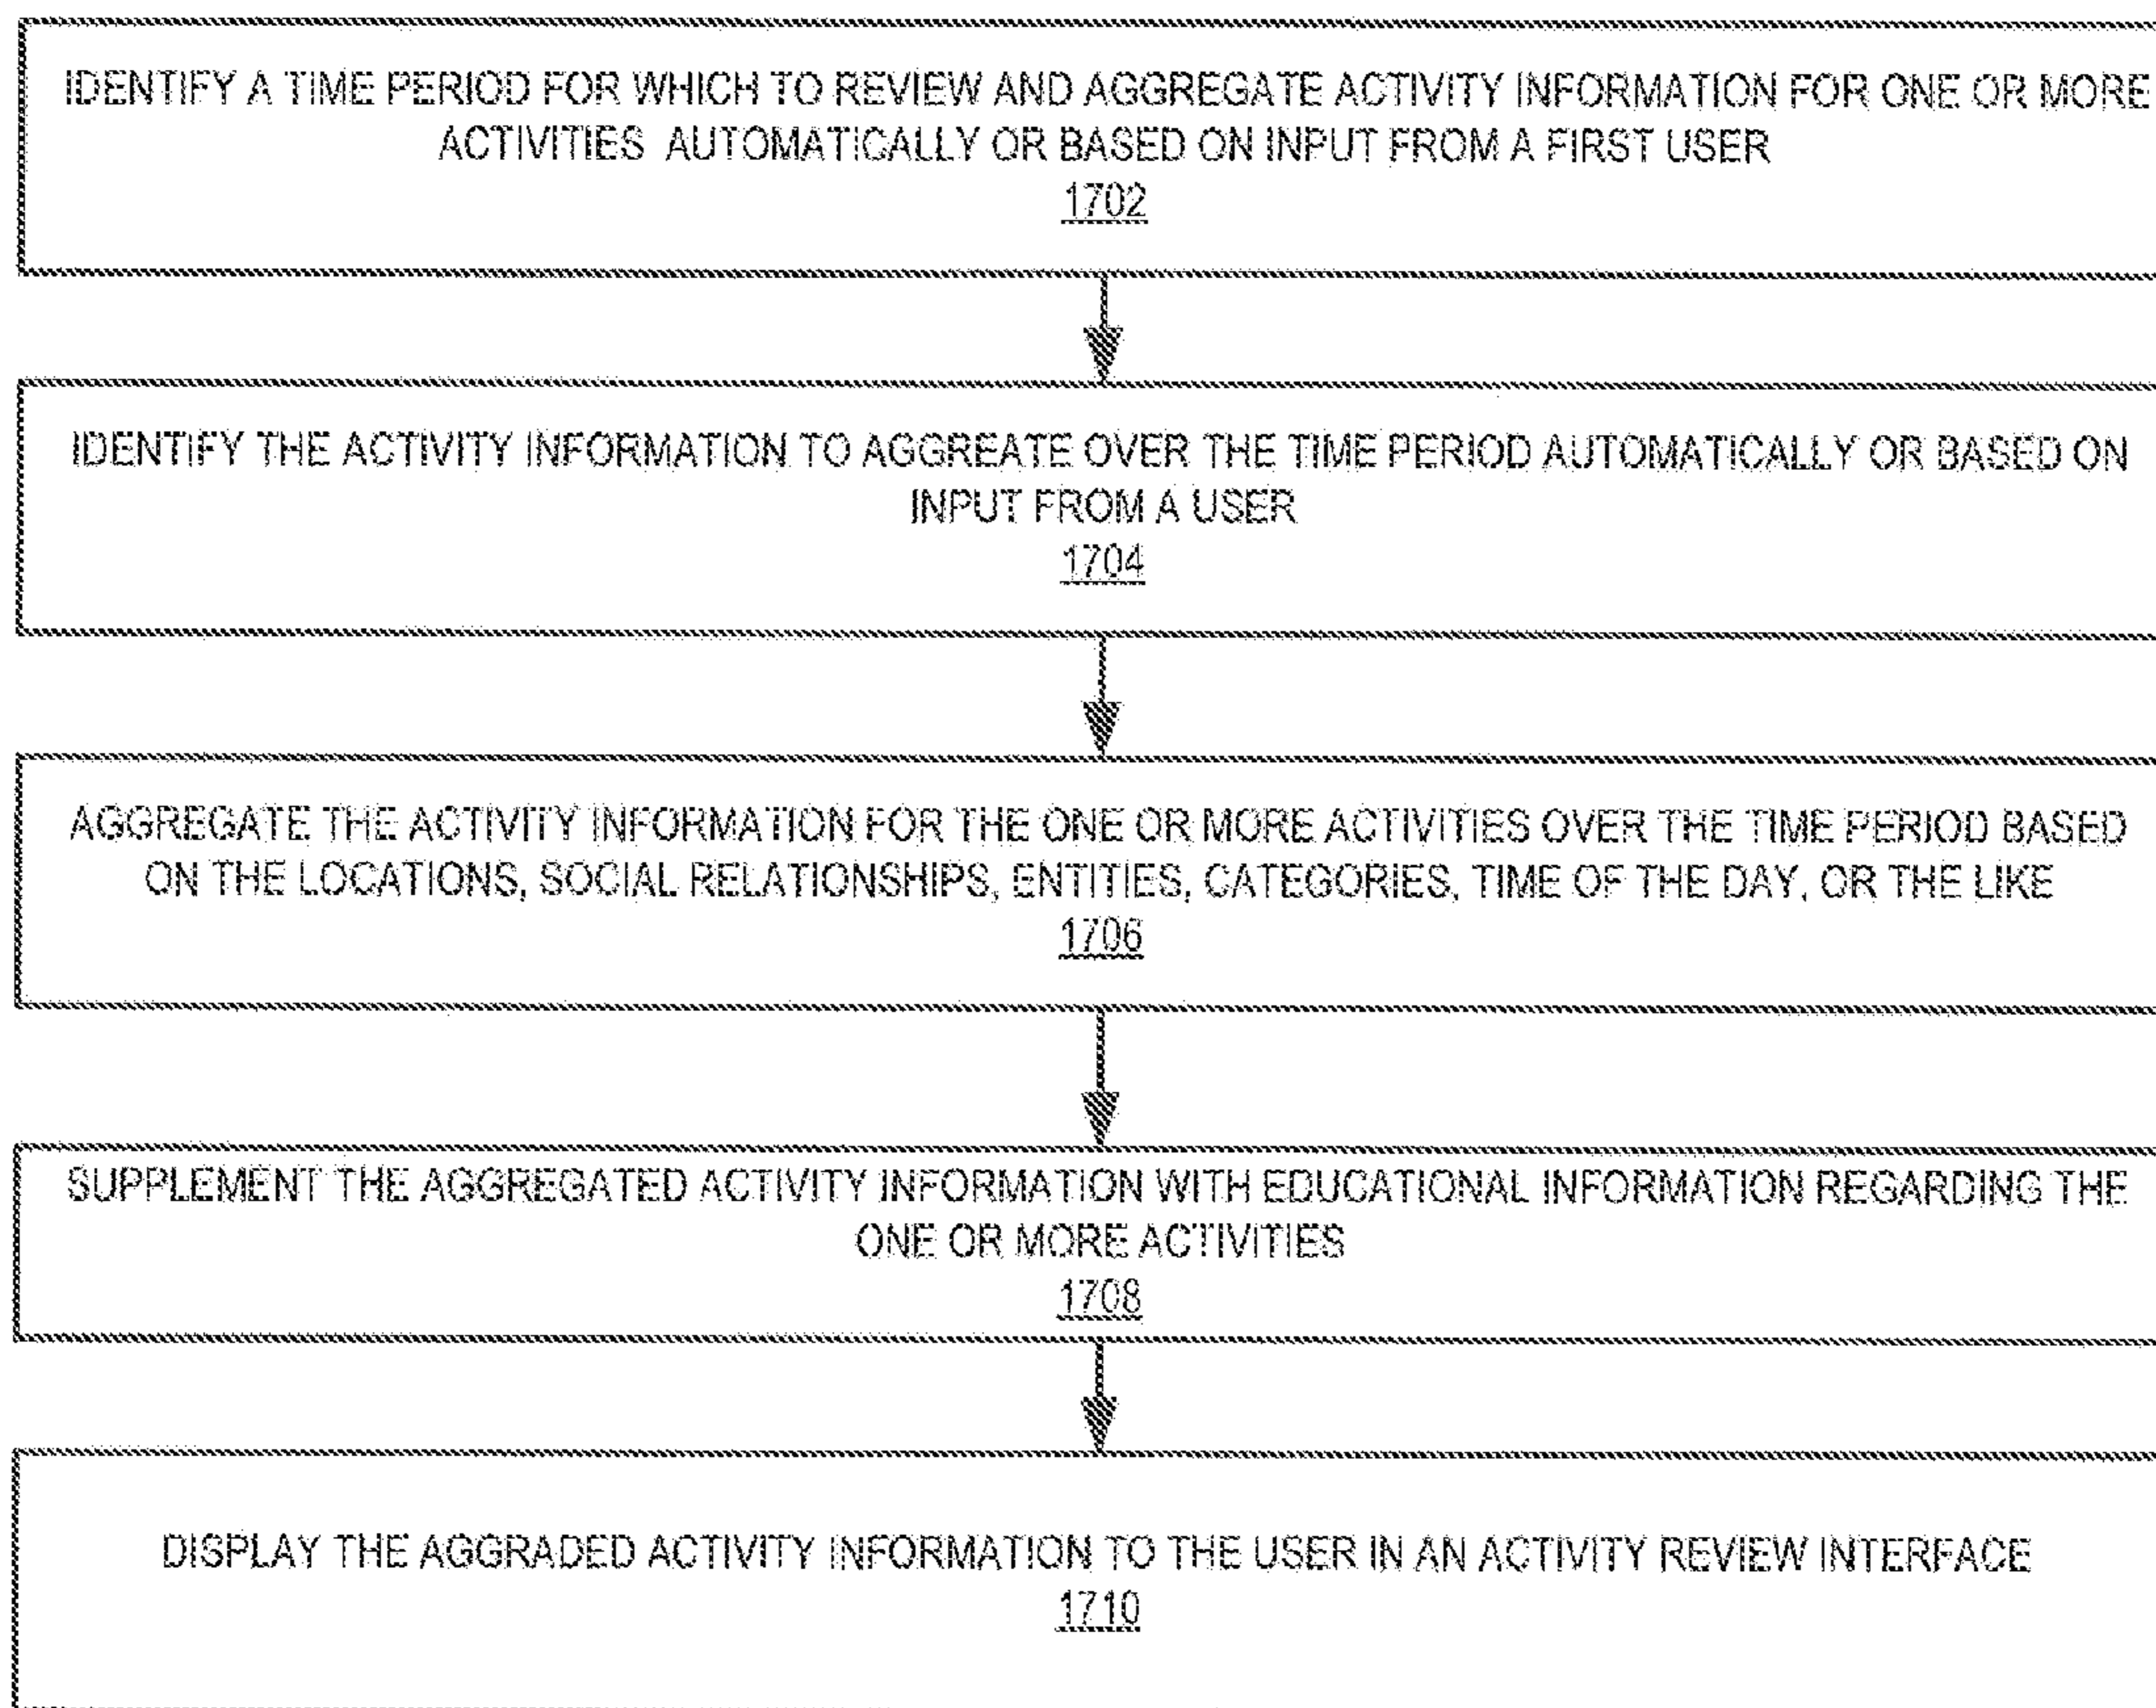 IDENTIFY A TIME PERIOD FOR WHICH TO REVIEW AND AGGREGATE ACTIVITY INFORMATION FOR ONE OR MORE
ACTIVITIES AUTOMATICALLY OR BASED ON INPUT FROM A FIRST USER
1702
IDENTIFY THE ACTIVITY INFORMATION TO AGGREATE OVER THE TIME PERIOD AUTOMATICALLY OR BASED ON
INPUT FROM A USER
1704
AGGREGATE THE ACTIVITY INFORMATION FOR THE ONE OR MORE ACTIVITIES OVER THE TIME PERIOD BASED
ON THE LOCATIONS, SOCIAL RELATIONSHIPS, ENTITIES, CATEGORIES, TIME OF THE DAY, OR THE LIKE
1706
SUPPLEMENT THE AGGREGATED ACTIVITY INFORMATION WITH EDUCATIONAL INFORMATION REGARDING THE
ONE OR MORE ACTIVITIES
1708
DISPLAY THE AGGRADED ACTIVITY INFORMATION TO THE USER IN AN ACTIVITY REVIEW INTERFACE
1710